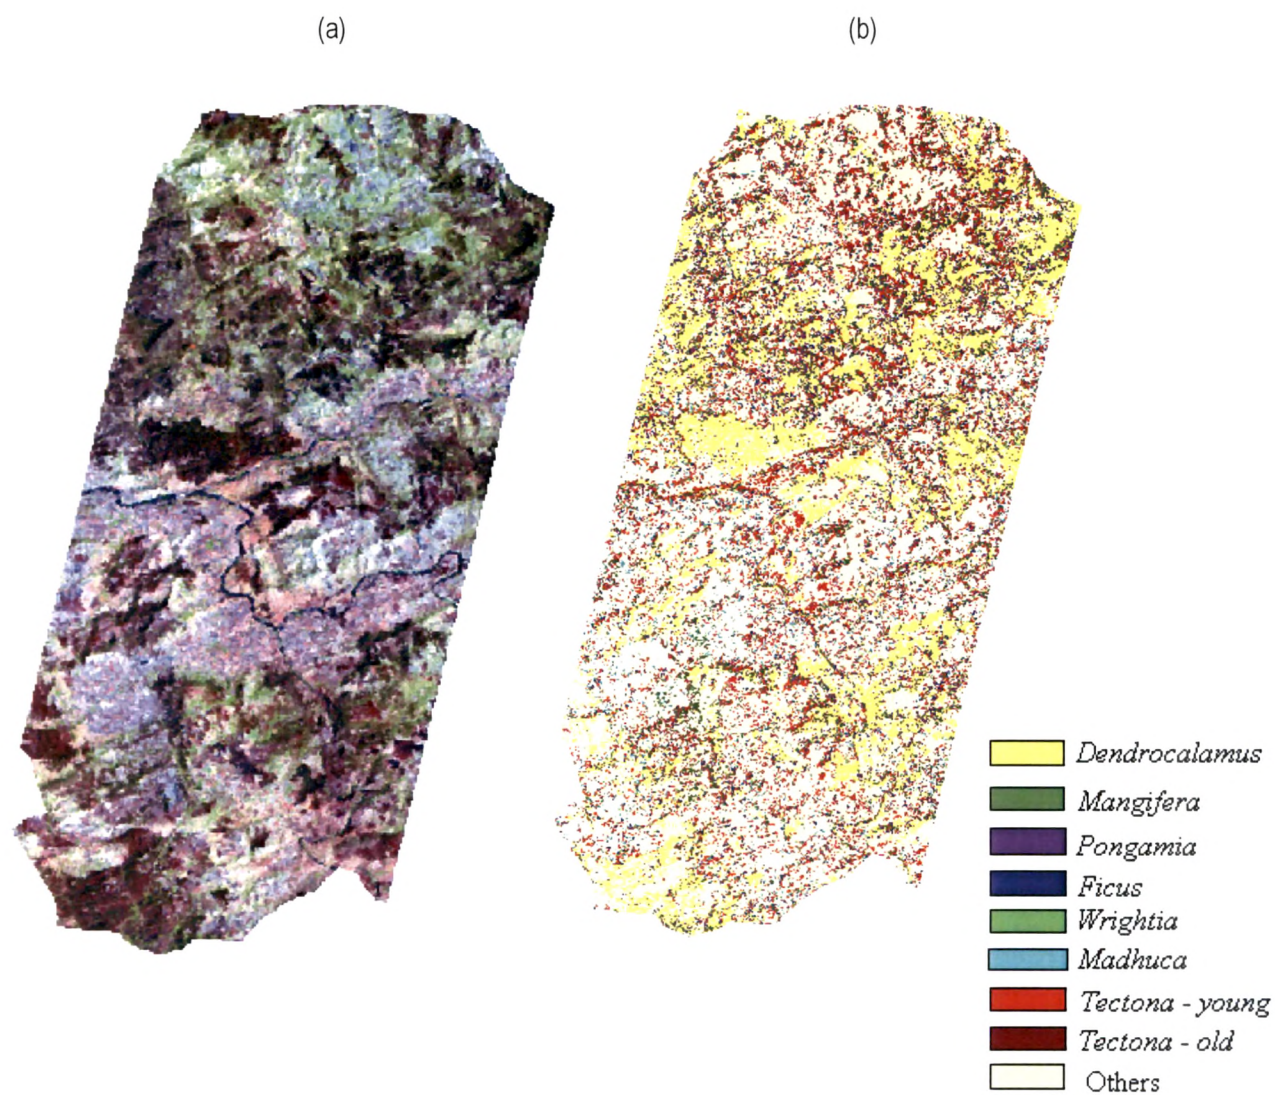 (a)
(b)
Dendrocalamus
Mangifera
Pongamia
Ficus
Wrightia
Madhuca
Tectona - young
Tectona - old
Others